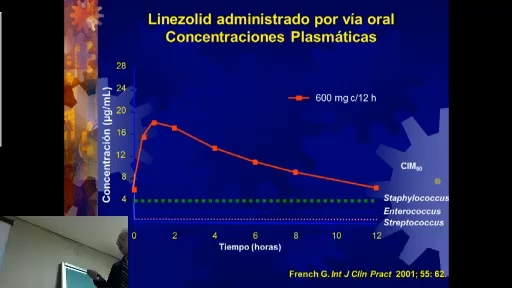 Linezolid administrado por vía oral
Concentraciones Plasmáticas
28
24
20
16
12
8
4
0 2 4 6 8 10 12
Concentración (µg/mL)
Tiempo (horas)
600 mg c/12 h
CIM90
Staphylococcus
Enterococcus
Streptococcus
French G. Int J Clin Pract 2001; 55: 62.